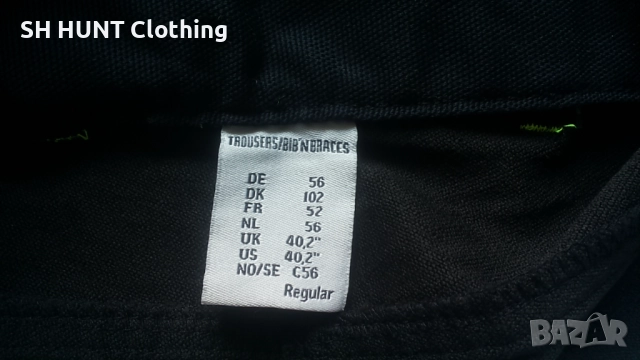 SH HUNT Clothing
TROUSERS/BIB'NBRACES
DE 56
DK 102
FR 52
NL 56
UK 40,2"
US 40,2"
NO/SE C56
Regular
BAZAR